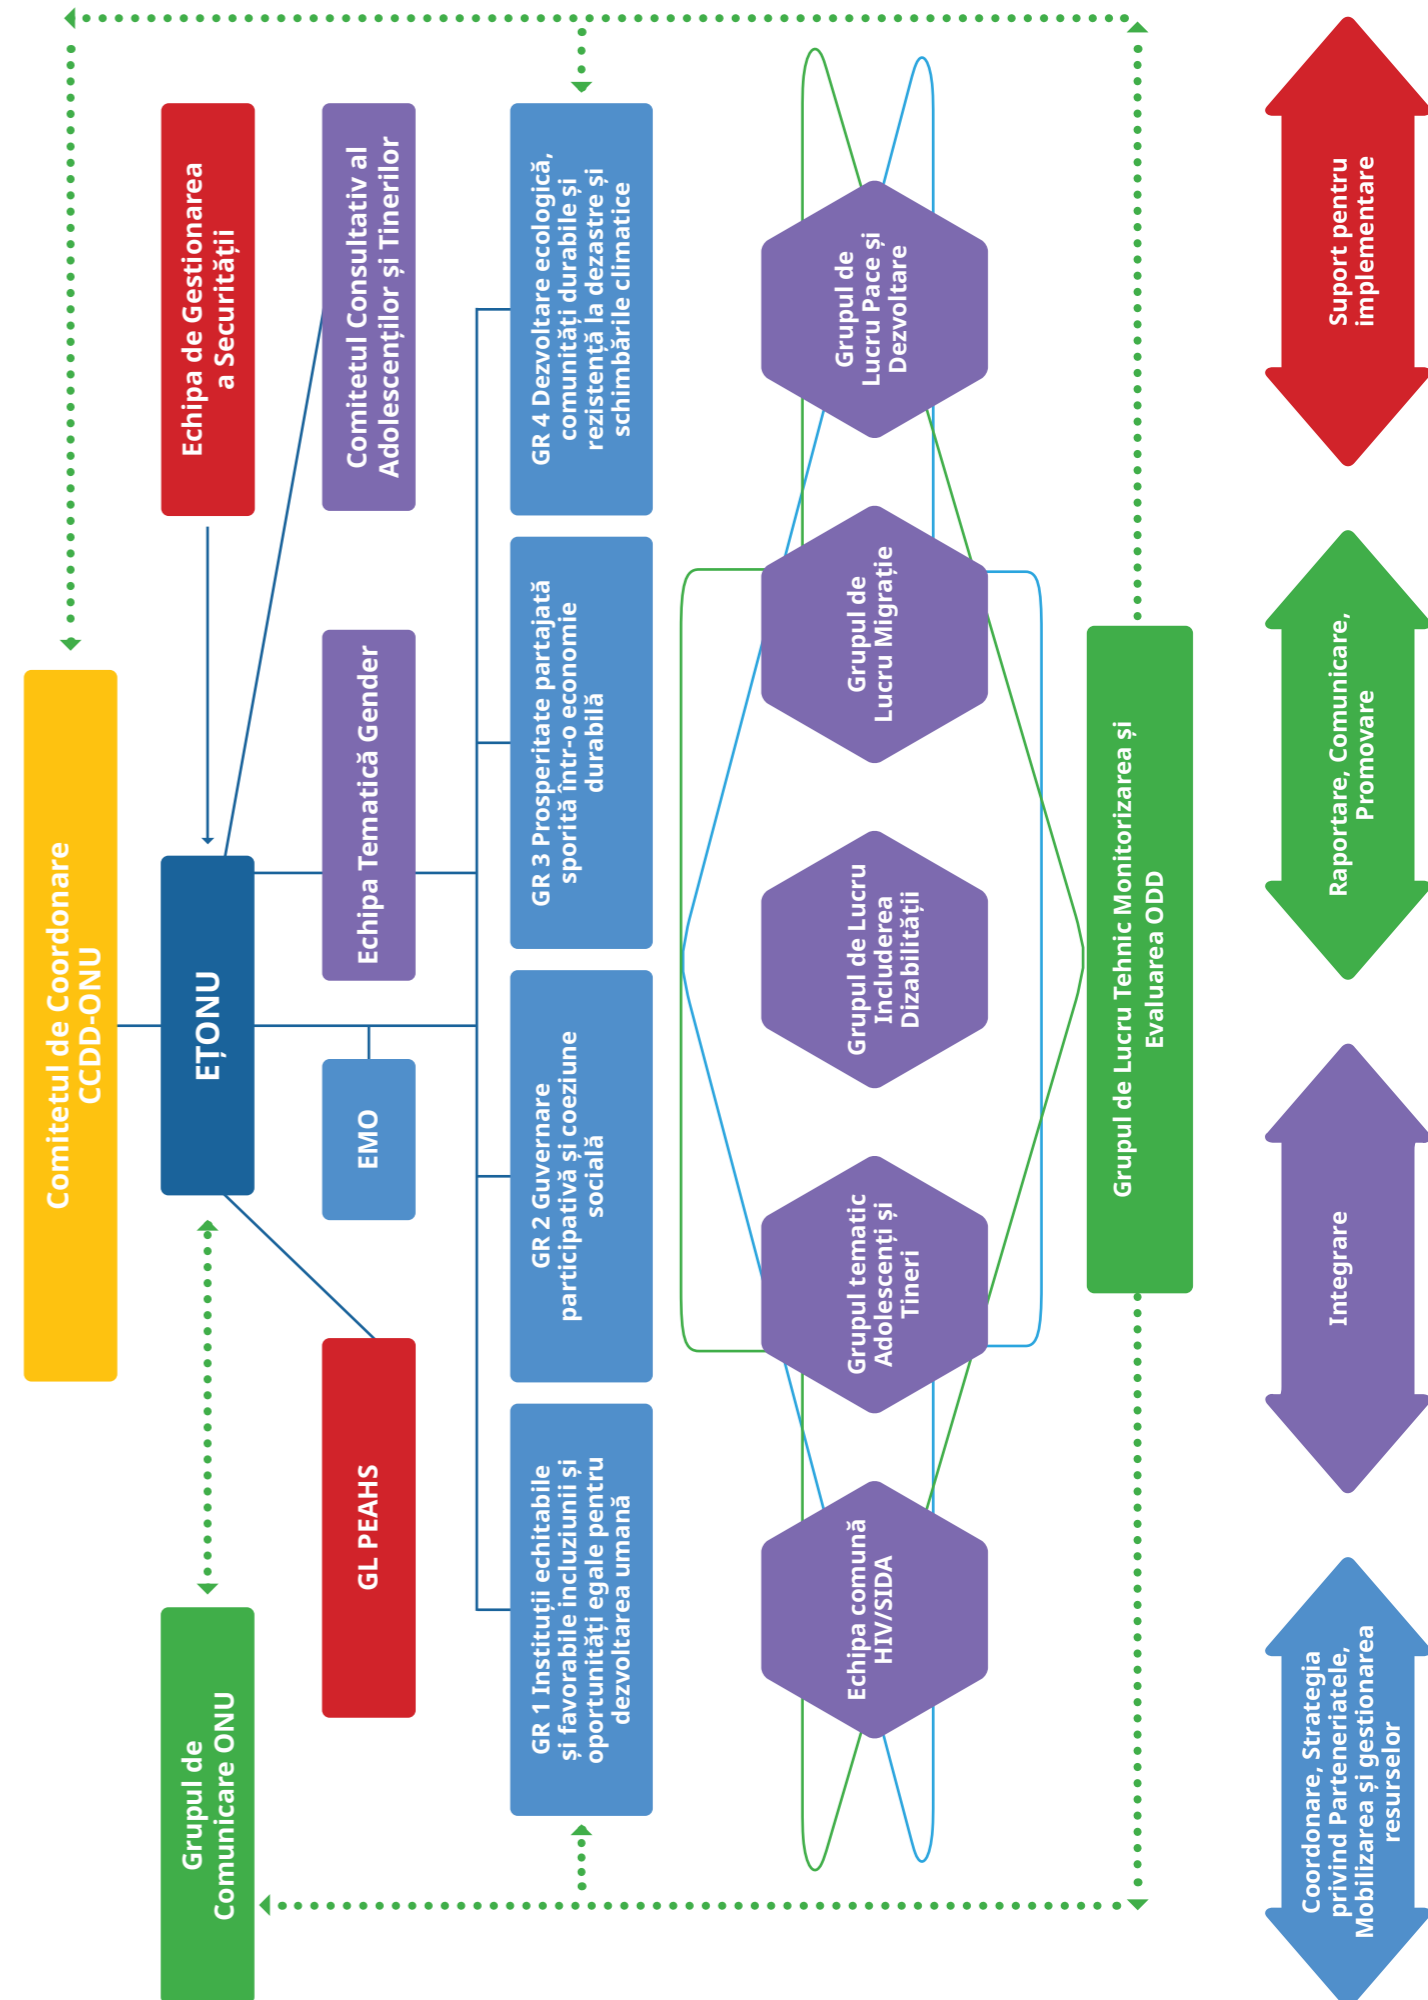 Comitetul de Coordonare
CCDD-ONU
Grupul de
Comunicare ONU
EȚONU
Echipa de Gestionarea
a Securității
GL PEAHS
EMO
Echipa Tematică Gender
Comitetul Consultativ al
Adolescenților și Tinerilor
GR 1 Instituții echitabile
și favorabile incluziunii și
oportunități egale pentru
dezvoltarea umană
GR 2 Guvernare
participativă și coeziune
socială
GR 3 Prosperitate partajată
sporită într-o economie
durabilă
GR 4 Dezvoltare ecologică,
comunități durabile și
rezistență la dezastre și
schimbările climatice
Echipa comună
HIV/SIDA
Grupul tematic
Adolescenți și
Tineri
Grupul de Lucru
Includerea
Dizabilității
Grupul de
Lucru Migrație
Grupul de
Lucru Pace și
Dezvoltare
Grupul de Lucru Tehnic Monitorizarea și
Evaluarea ODD
Coordonare, Strategia
privind Parteneriatele,
Mobilizarea și gestionarea
resurselor
Integrare
Raportare, Comunicare,
Promovare
Suport pentru
implementare